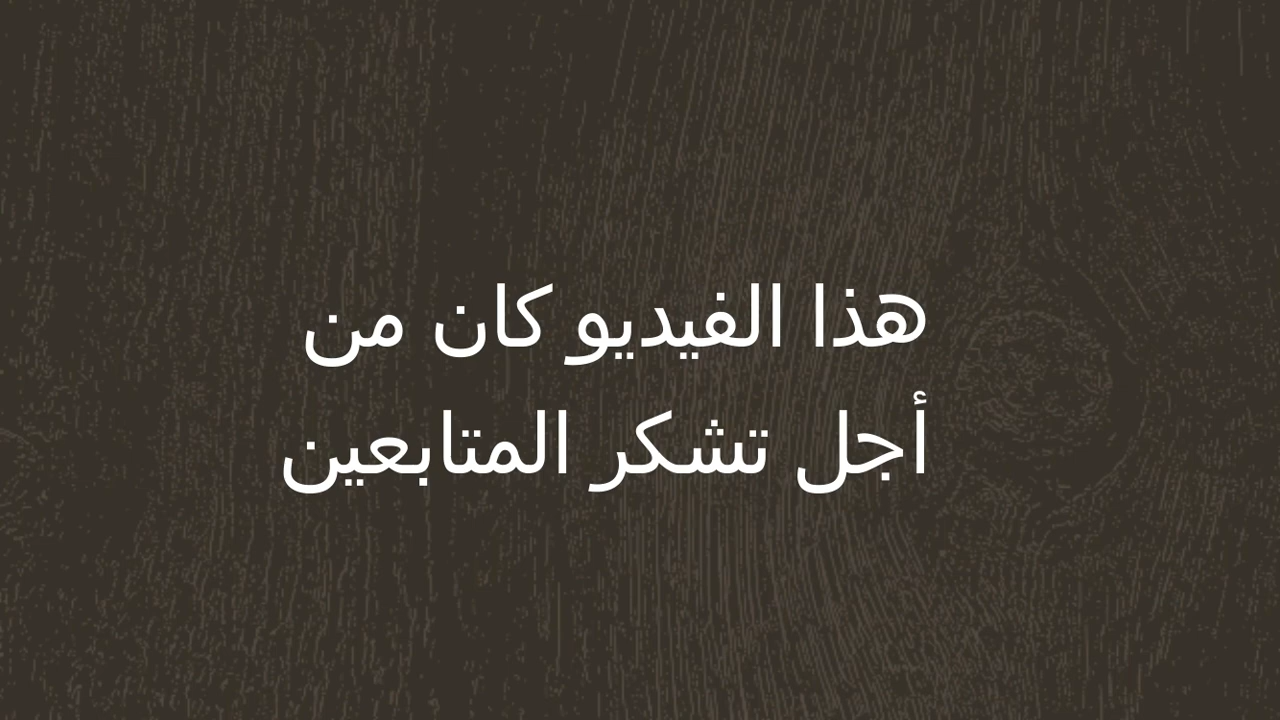 هذا الفيديو كان من
أجل تشكر المتابعين